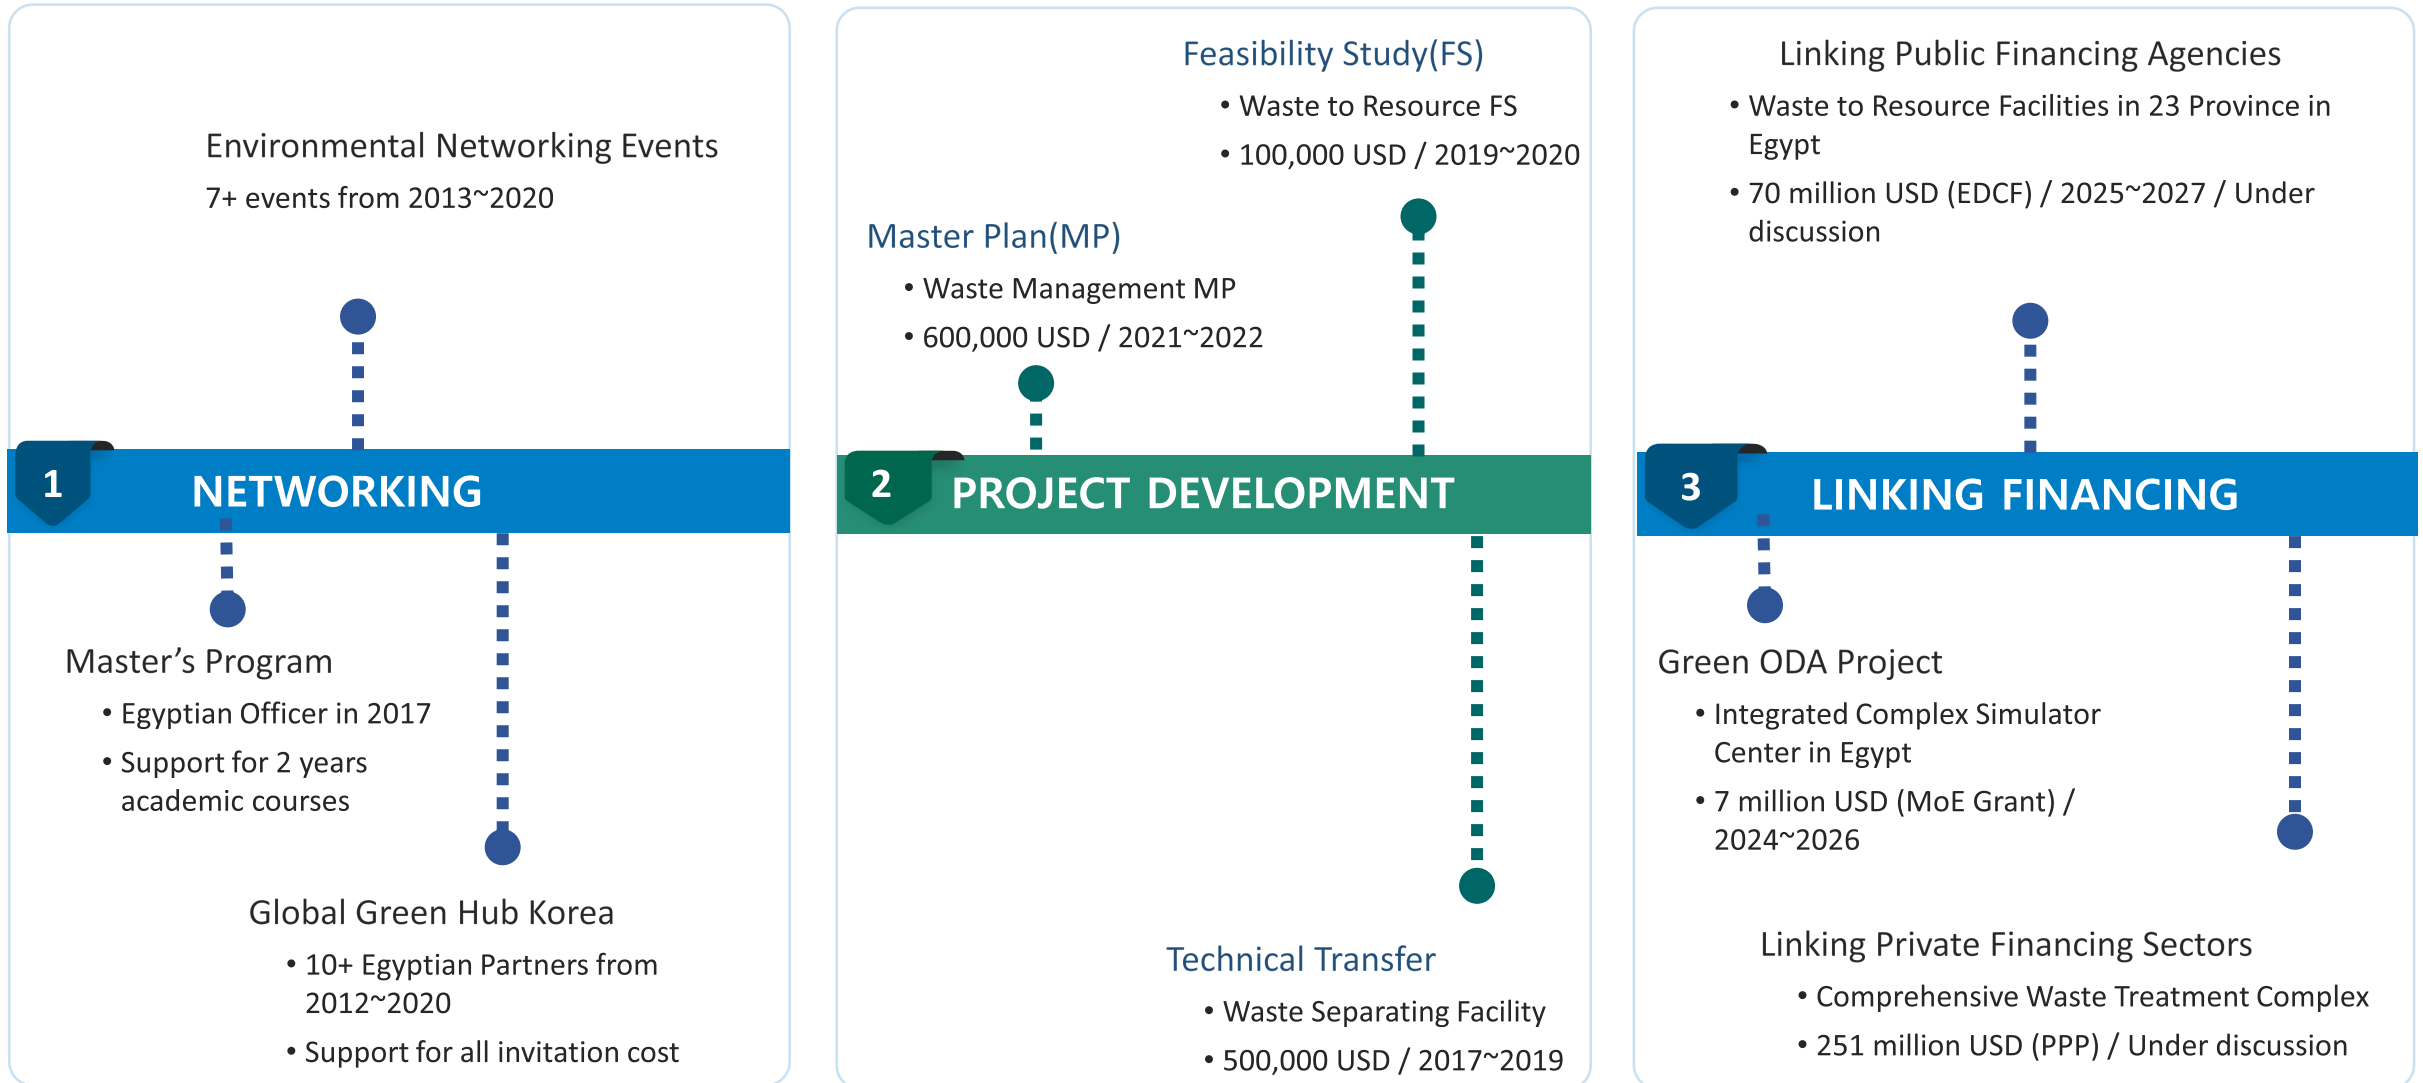 Environmental Networking Events
7+ events from 2013~2020
1
NETWORKING
Master’s Program
• Egyptian Officer in 2017
• Support for 2 years
academic courses
Global Green Hub Korea
• 10+ Egyptian Partners from
2012~2020
• Support for all invitation cost
Feasibility Study(FS)
• Waste to Resource FS
• 100,000 USD / 2019~2020
Master Plan(MP)
• Waste Management MP
• 600,000 USD / 2021~2022
2
PROJECT DEVELOPMENT
Technical Transfer
• Waste Separating Facility
• 500,000 USD / 2017~2019
Linking Public Financing Agencies
• Waste to Resource Facilities in 23 Province in
Egypt
• 70 million USD (EDCF) / 2025~2027 / Under
discussion
3
LINKING FINANCING
Green ODA Project
• Integrated Complex Simulator
Center in Egypt
• 7 million USD (MoE Grant) /
2024~2026
Linking Private Financing Sectors
• Comprehensive Waste Treatment Complex
• 251 million USD (PPP) / Under discussion